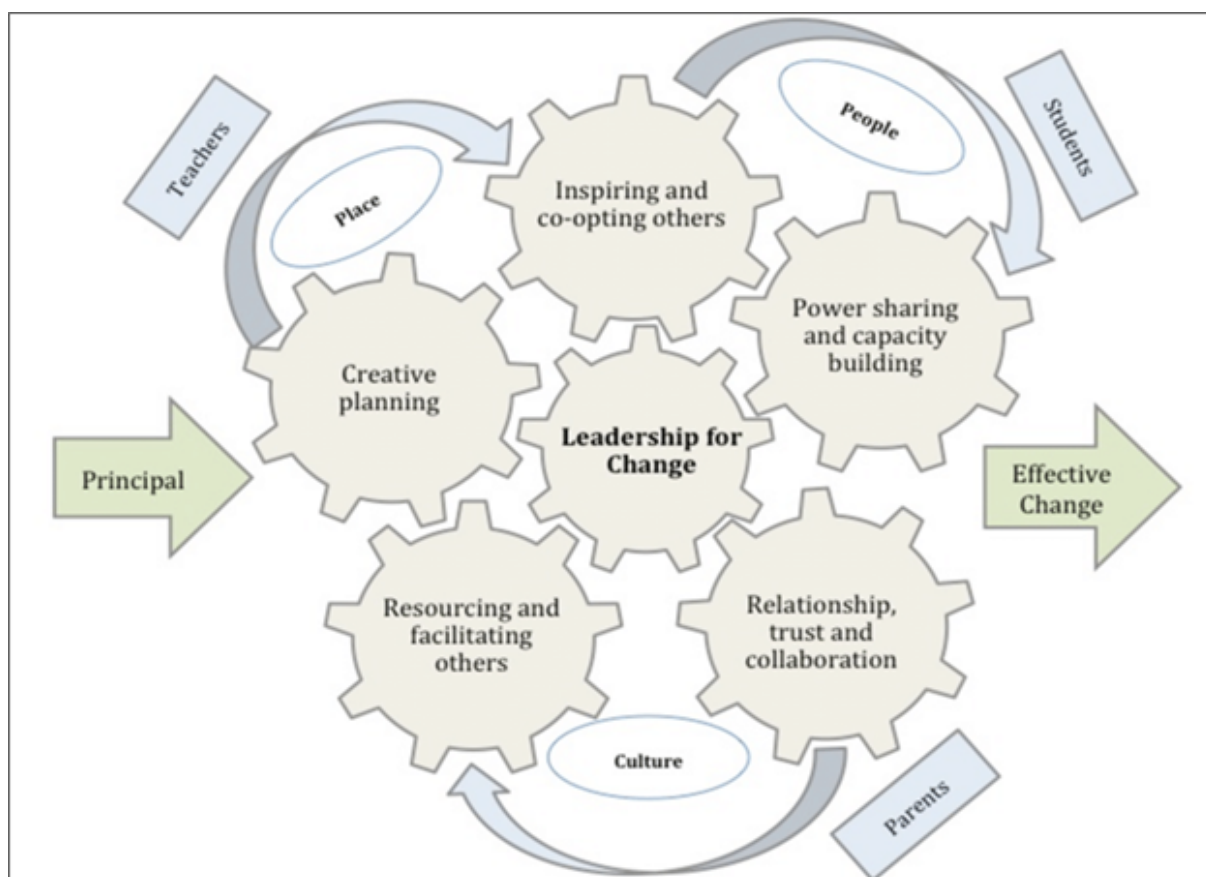 Teachers
Place
People
Students
Inspiring and
co-opting others
Power sharing
and capacity
building
Creative
planning
Leadership for
Change
Principal
Effective
Change
Resourcing and
facilitating
others
Relationship,
trust and
collaboration
Culture
Parents